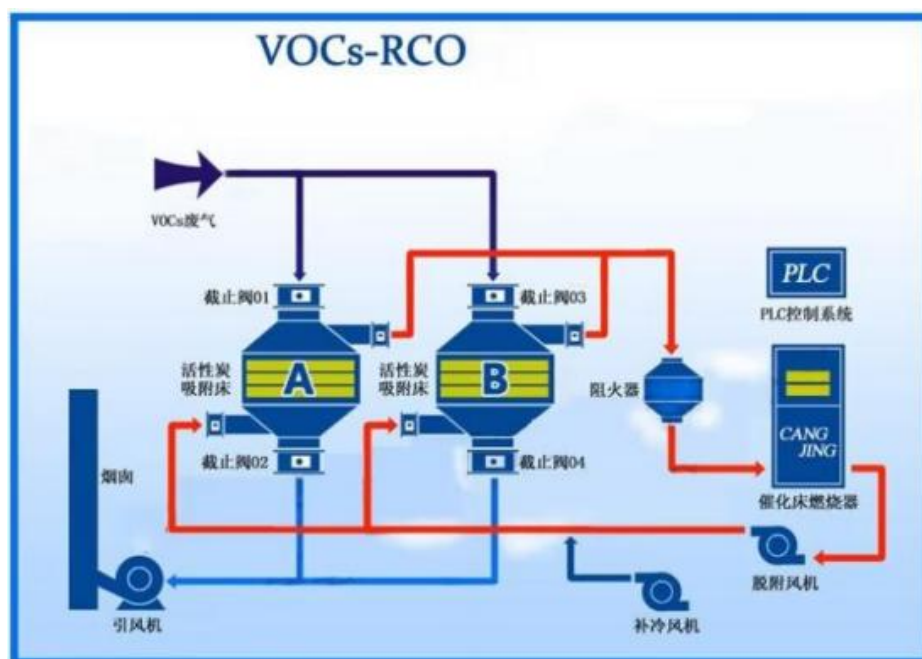 VOCs-RCO
VOCs废气
截止阀01
截止阀03
PLC
PLC控制系统
活性炭
吸附床
A
活性炭
吸附床
B
阻火器
CANG
JING
催化床燃烧器
截止阀02
截止阀04
烟囱
脱附风机
引风机
补冷风机